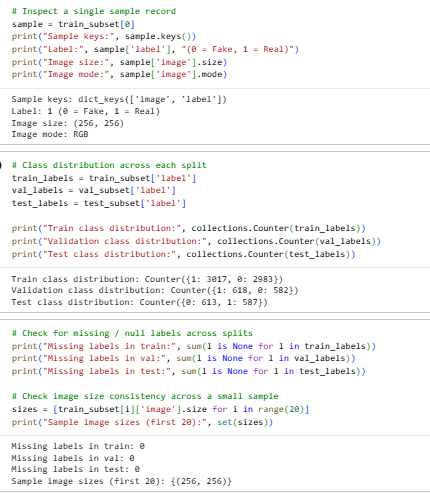 # Inspect a single sample record
sample = train_subset[0]
print("Sample keys:", sample.keys())
print("Label:", sample['label'], "(0 = Fake, 1 = Real)")
print("Image size:", sample['image'].size)
print("Image mode:", sample['image'].mode)
Sample keys: dict_keys(['image', 'label'])
Label: 1 (0 = Fake, 1 = Real)
Image size: (256, 256)
Image mode: RGB
# Class distribution across each split
train_labels = train_subset['label']
val_labels = val_subset['label']
test_labels = test_subset['label']
print("Train class distribution:", collections.Counter(train_labels))
print("Validation class distribution:", collections.Counter(val_labels))
print("Test class distribution:", collections.Counter(test_labels))
Train class distribution: Counter({1: 3017, 0: 2983})
Validation class distribution: Counter({1: 618, 0: 582})
Test class distribution: Counter({0: 613, 1: 587})
# Check for missing / null labels across splits
print("Missing labels in train:", sum(l is None for l in train_labels))
print("Missing labels in val:", sum(l is None for l in val_labels))
print("Missing labels in test:", sum(l is None for l in test_labels))
# Check image size consistency across a small sample
sizes = [train_subset[i]['image'].size for i in range(20)]
print("Sample image sizes (first 20):", set(sizes))
Missing labels in train: 0
Missing labels in val: 0
Missing labels in test: 0
Sample image sizes (first 20): {(256, 256)}